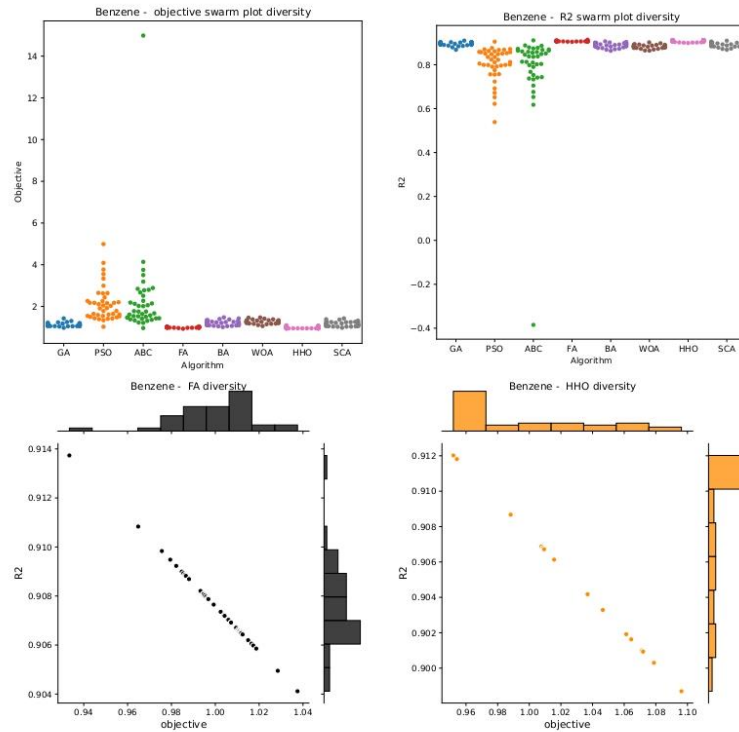 Benzene - objective swarm plot diversity
14
12
10
8
6
4
2
Objective
GA PSO ABC FA BA WOA HHO SCA
Algorithm
Benzene - R2 swarm plot diversity
0.8
0.6
0.4
0.2
0.0
−0.2
−0.4
R2
GA PSO ABC FA BA WOA HHO SCA
Algorithm
Benzene - FA diversity
0.914
0.912
0.910
0.908
0.906
0.904
R2
0.94 0.96 0.98 1.00 1.02 1.04
objective
Benzene - HHO diversity
0.912
0.910
0.908
0.906
0.904
0.902
0.900
R2
0.96 0.98 1.00 1.02 1.04 1.06 1.08 1.10
objective